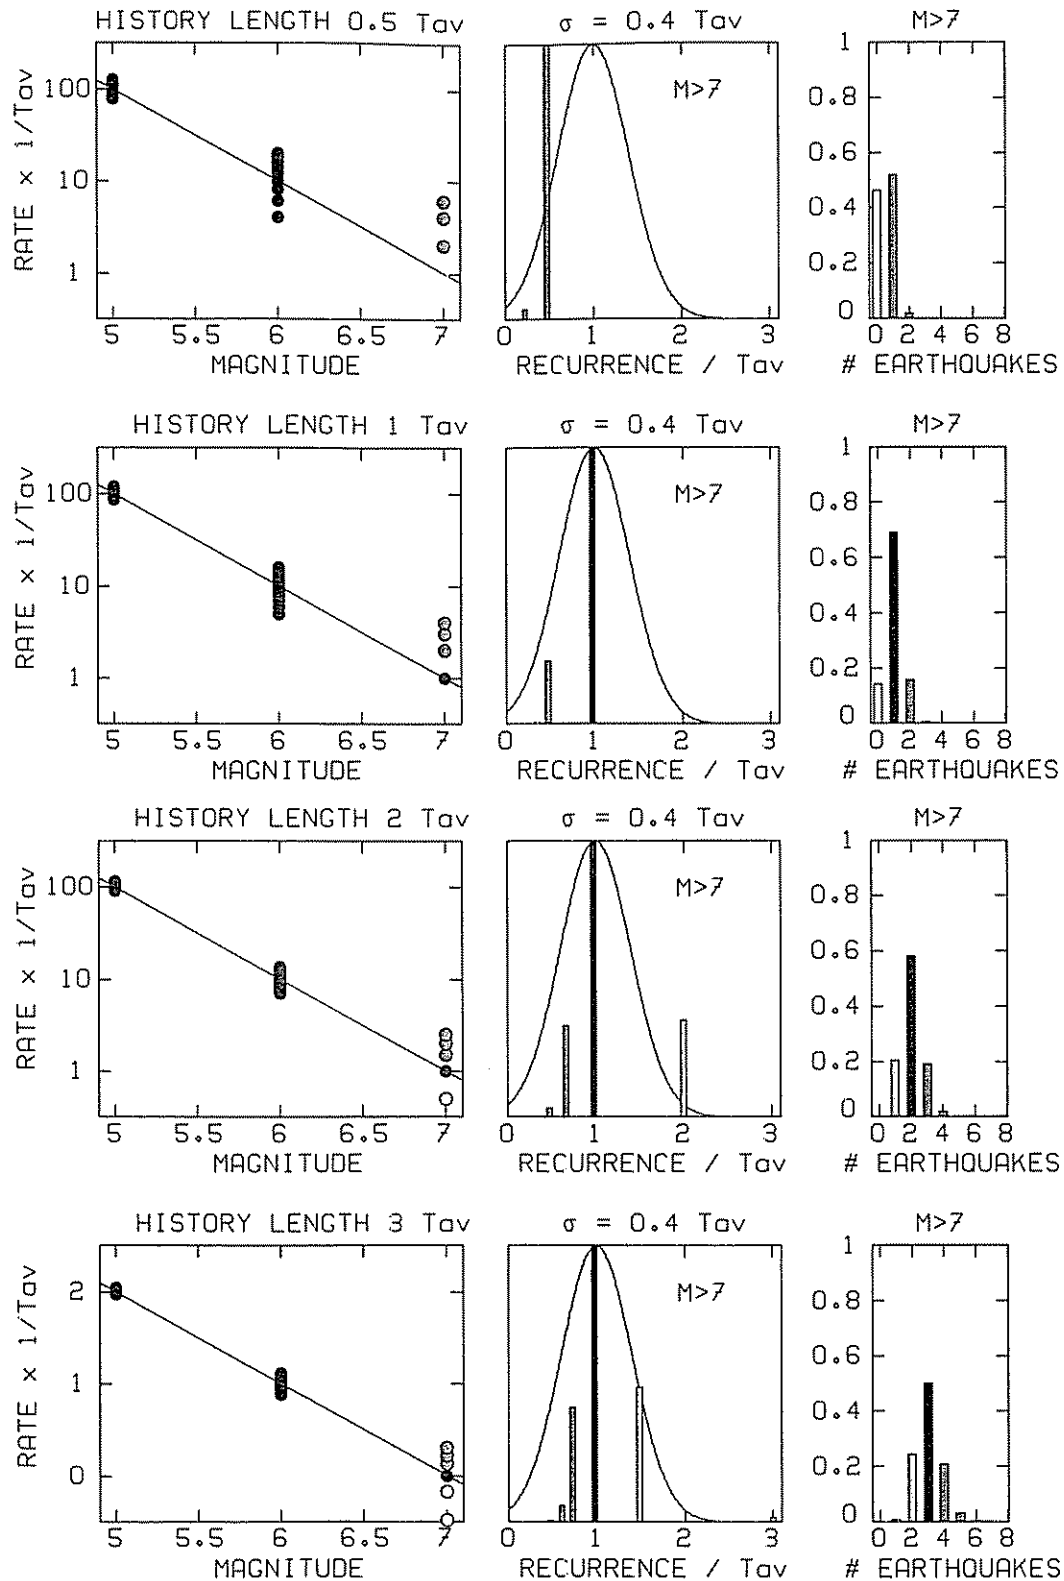 HISTORY LENGTH 0.5 Tav
σ = 0.4 Tav
M>7
RATE x 1/Tav
100
10
1
5
5.5
6
6.5
7
MAGNITUDE
M>7
0
1
2
3
RECURRENCE / Tav
1
0.8
0.6
0.4
0.2
0
0 2 4 6 8
# EARTHQUAKES
HISTORY LENGTH 1 Tav
σ = 0.4 Tav
M>7
RATE x 1/Tav
100
10
1
5
5.5
6
6.5
7
MAGNITUDE
M>7
0
1
2
3
RECURRENCE / Tav
1
0.8
0.6
0.4
0.2
0
0 2 4 6 8
# EARTHQUAKES
HISTORY LENGTH 2 Tav
σ = 0.4 Tav
M>7
RATE x 1/Tav
100
10
1
5
5.5
6
6.5
7
MAGNITUDE
M>7
0
1
2
3
RECURRENCE / Tav
1
0.8
0.6
0.4
0.2
0
0 2 4 6 8
# EARTHQUAKES
HISTORY LENGTH 3 Tav
σ = 0.4 Tav
M>7
RATE x 1/Tav
2
1
0
5
5.5
6
6.5
7
MAGNITUDE
M>7
0
1
2
3
RECURRENCE / Tav
1
0.8
0.6
0.4
0.2
0
0 2 4 6 8
# EARTHQUAKES